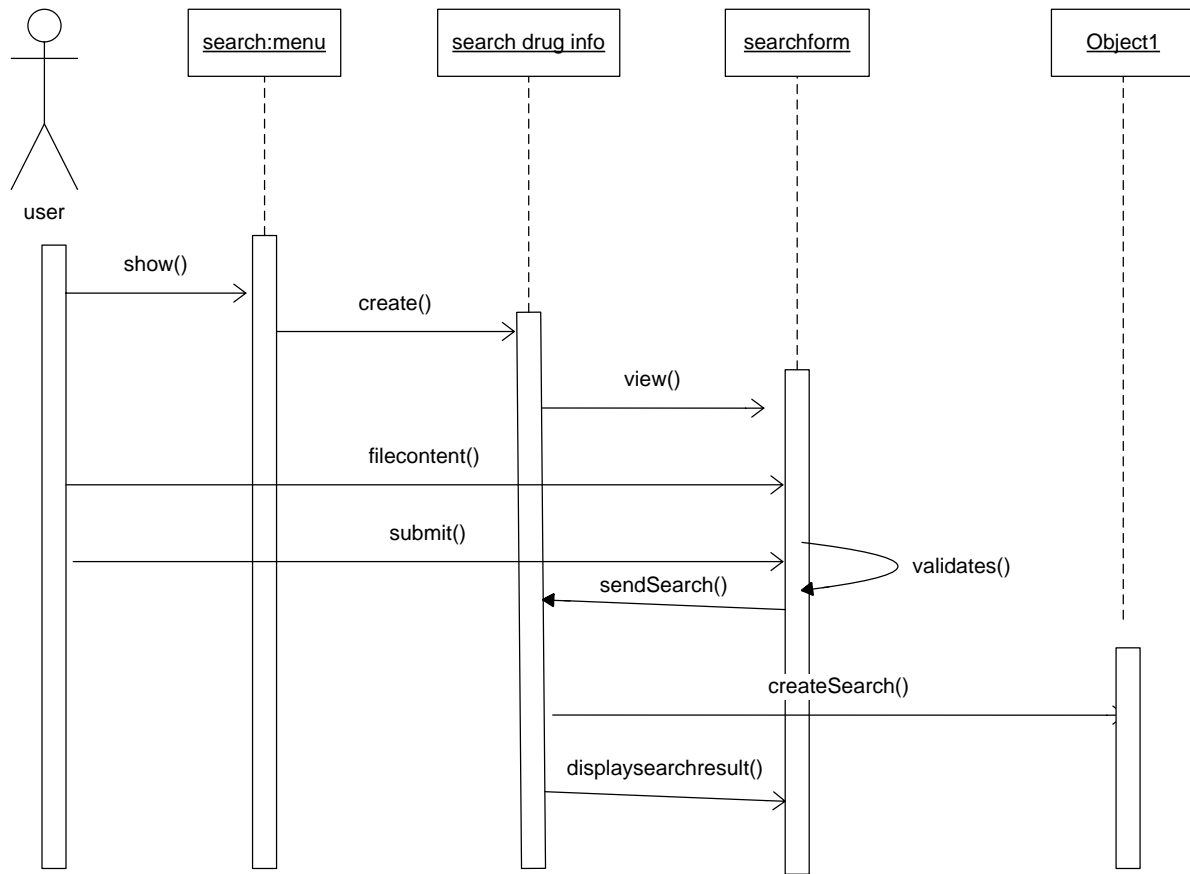 search:menu
search drug info
searchform
Object1
user
show()
create()
view()
filecontent()
submit()
validates()
sendSearch()
createSearch()
displaysearchresult()